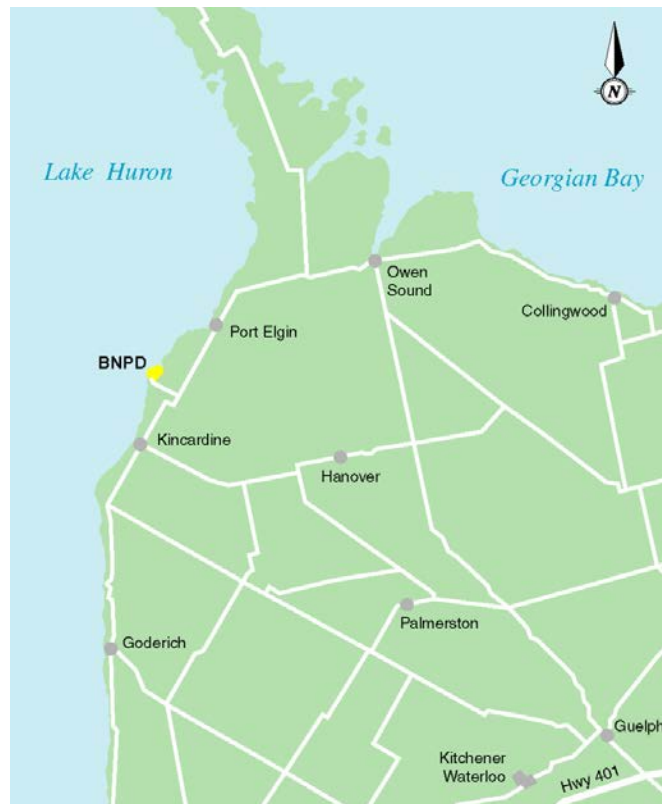 N
Lake Huron
Georgian Bay
Owen
Sound
Collingwood
Port Elgin
BNPD
Kincardine
Hanover
Palmerston
Goderich
Guelph
Kitchener
Waterloo
Hwy 401